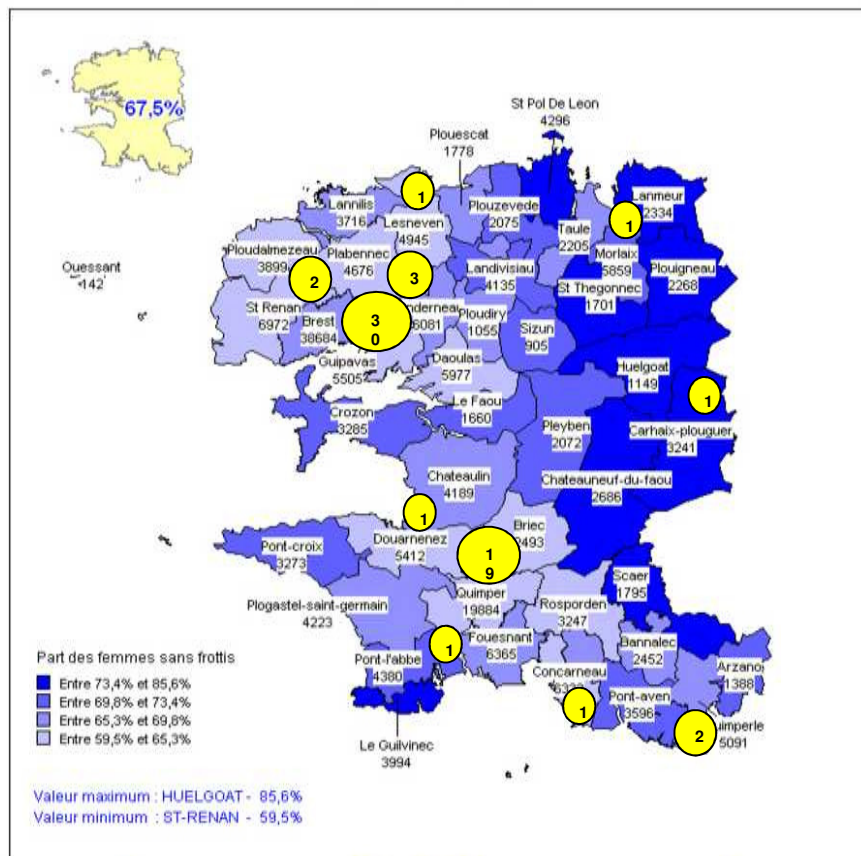 67,5%
St Pol De Leon
4296
Plouescat
1778
1
Lannilis
3716
Plouzevede
2075
Lanmeur
2334
1
Lesneven
4945
Taule
2205
Ploudalmezeau
3899
Plabennec
4676
Morlaix
5859
Plouigneau
2268
Ouessant
142
2
3
Landivisiau
4135
St Thegonnec
1701
St Renan
6972
Brest
38684
3
0
6081
Ploudiry
1055
Sizun
905
Guipavas
5505
Daoulas
5977
Huelgoat
1149
1
Crozon
3285
Le Faou
1660
Pleyben
2072
Carhaix-plouguer
3241
Chateaulin
4189
Chateauneuf-du-faou
2686
1
Briec
2493
Douarnenez
5412
1
9
Pont-croix
3273
Scaer
1795
Quimper
19884
Plogastel-saint-germain
4223
Rosporden
3247
Fouesnant
6365
1
Bannalec
2452
Part des femmes sans frottis
Pont-l'abbe
4380
Concarneau
1
Arzano
1388
Pont-aven
3596
Entre 73,4% et 85,6%
Entre 69,8% et 73,4%
Entre 65,3% et 69,8%
Entre 59,5% et 65,3%
2
5091
Le Guilvinec
3994
Valeur maximum : HUELGOAT - 85,6%
Valeur minimum : ST-RENAN - 59,5%